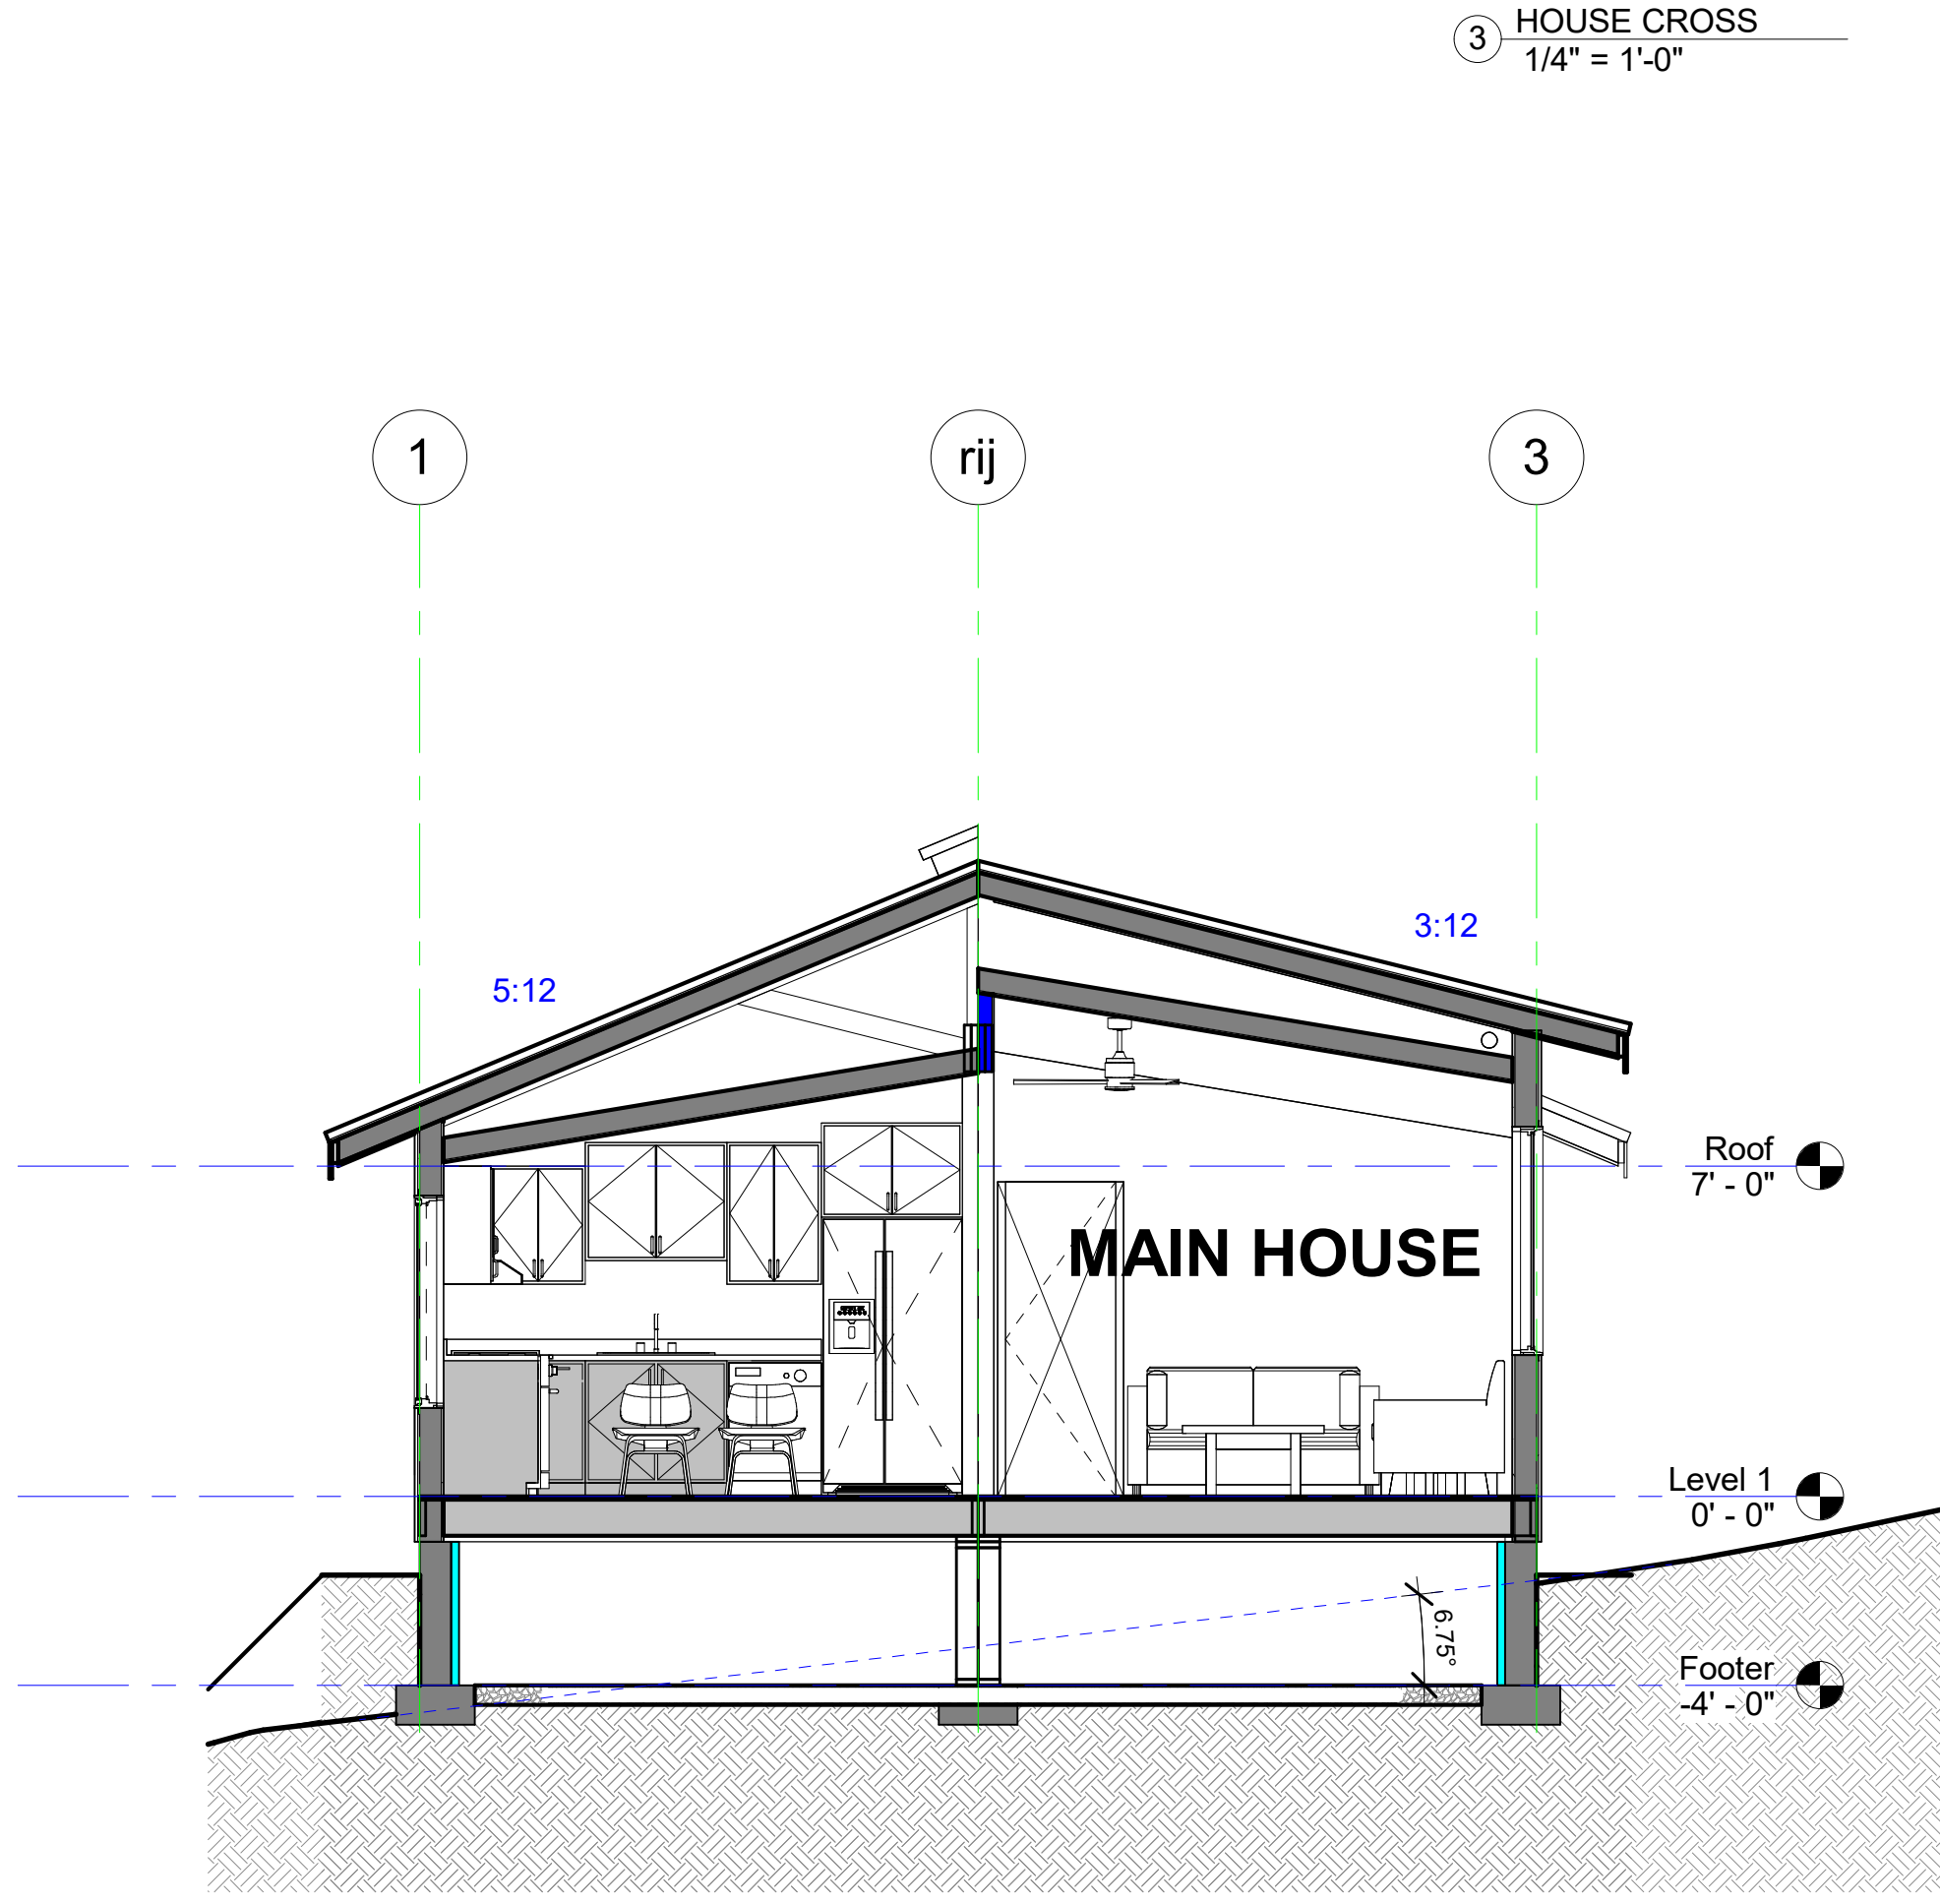 3 HOUSE CROSS
1/4" = 1'-0"
1 rij 3
3:12
5:12
Roof
7' - 0"
MAIN HOUSE
Level 1
0' - 0"
6.75°
Footer
-4' - 0"